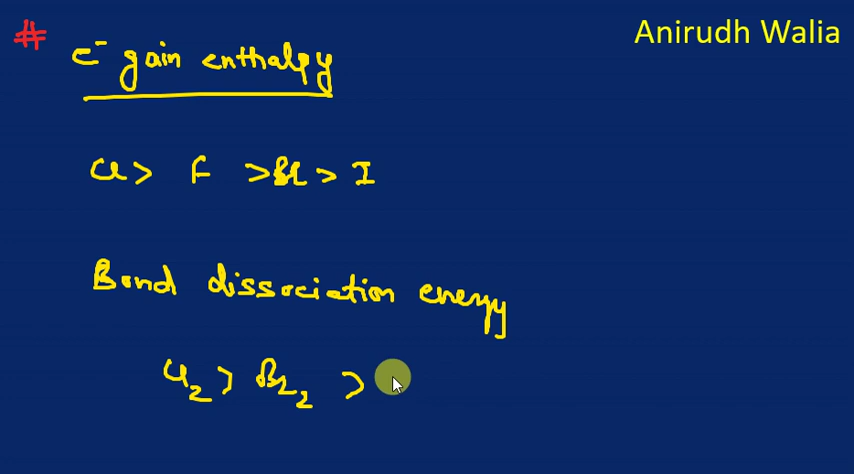 Anirudh Walia
# e⁻ gain enthalpy
Cl > F > Br > I
Bond dissociation energy
Cl₂ > Br₂ >